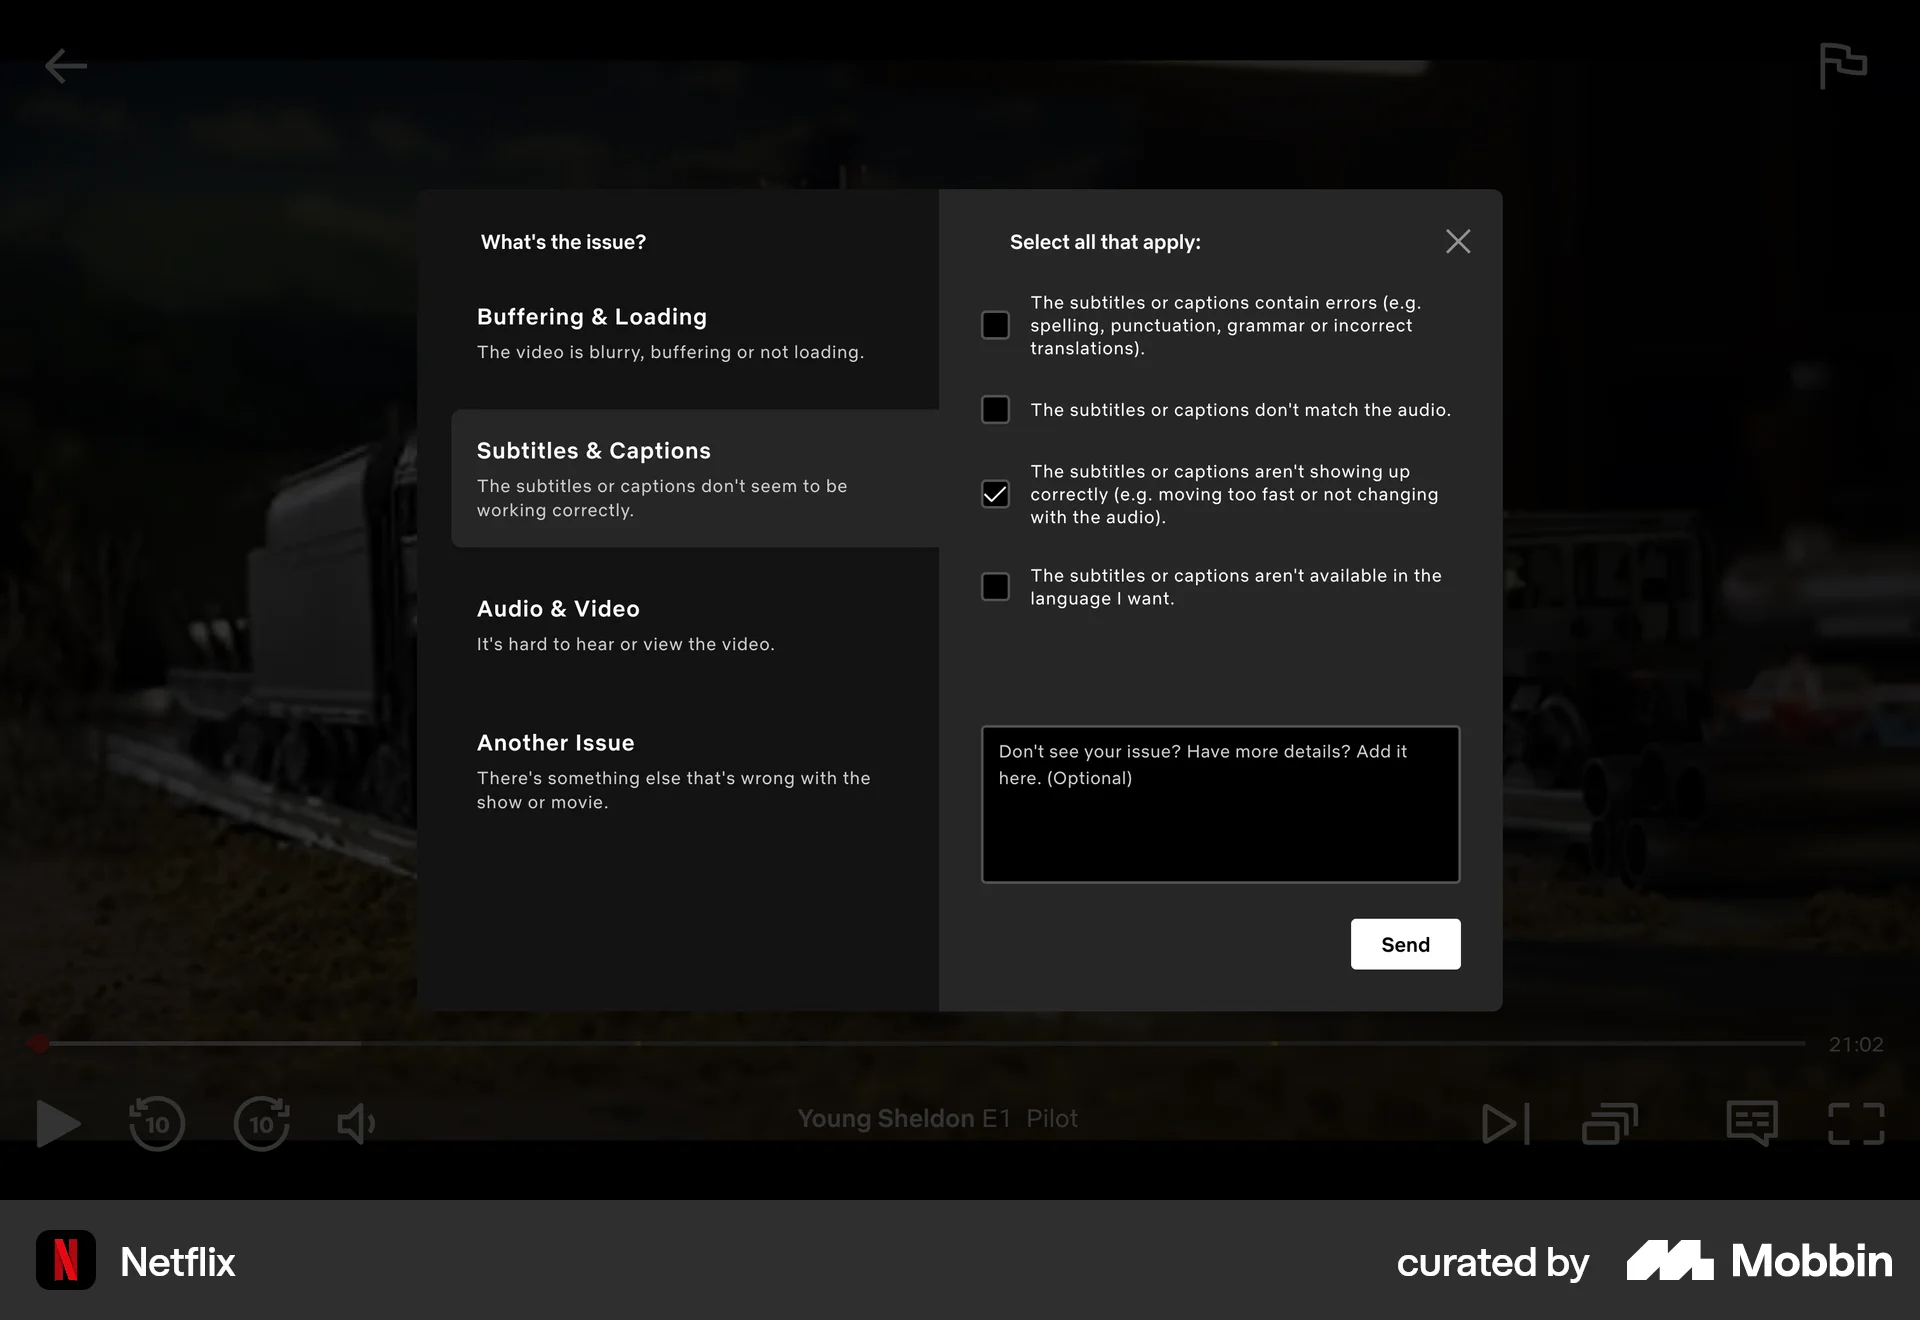 What's the issue?
Buffering & Loading
The video is blurry, buffering or not loading.
Subtitles & Captions
The subtitles or captions don't seem to be
working correctly.
Audio & Video
It's hard to hear or view the video.
Another Issue
There's something else that's wrong with the
show or movie.
Select all that apply:
The subtitles or captions contain errors (e.g.
spelling, punctuation, grammar or incorrect
translations).
The subtitles or captions don't match the audio.
The subtitles or captions aren't showing up
correctly (e.g. moving too fast or not changing
with the audio).
The subtitles or captions aren't available in the
language I want.
Don't see your issue? Have more details? Add it
here. (Optional)
Send
21:02
10
10
Young Sheldon E1 Pilot
Netflix
curated by Mobbin